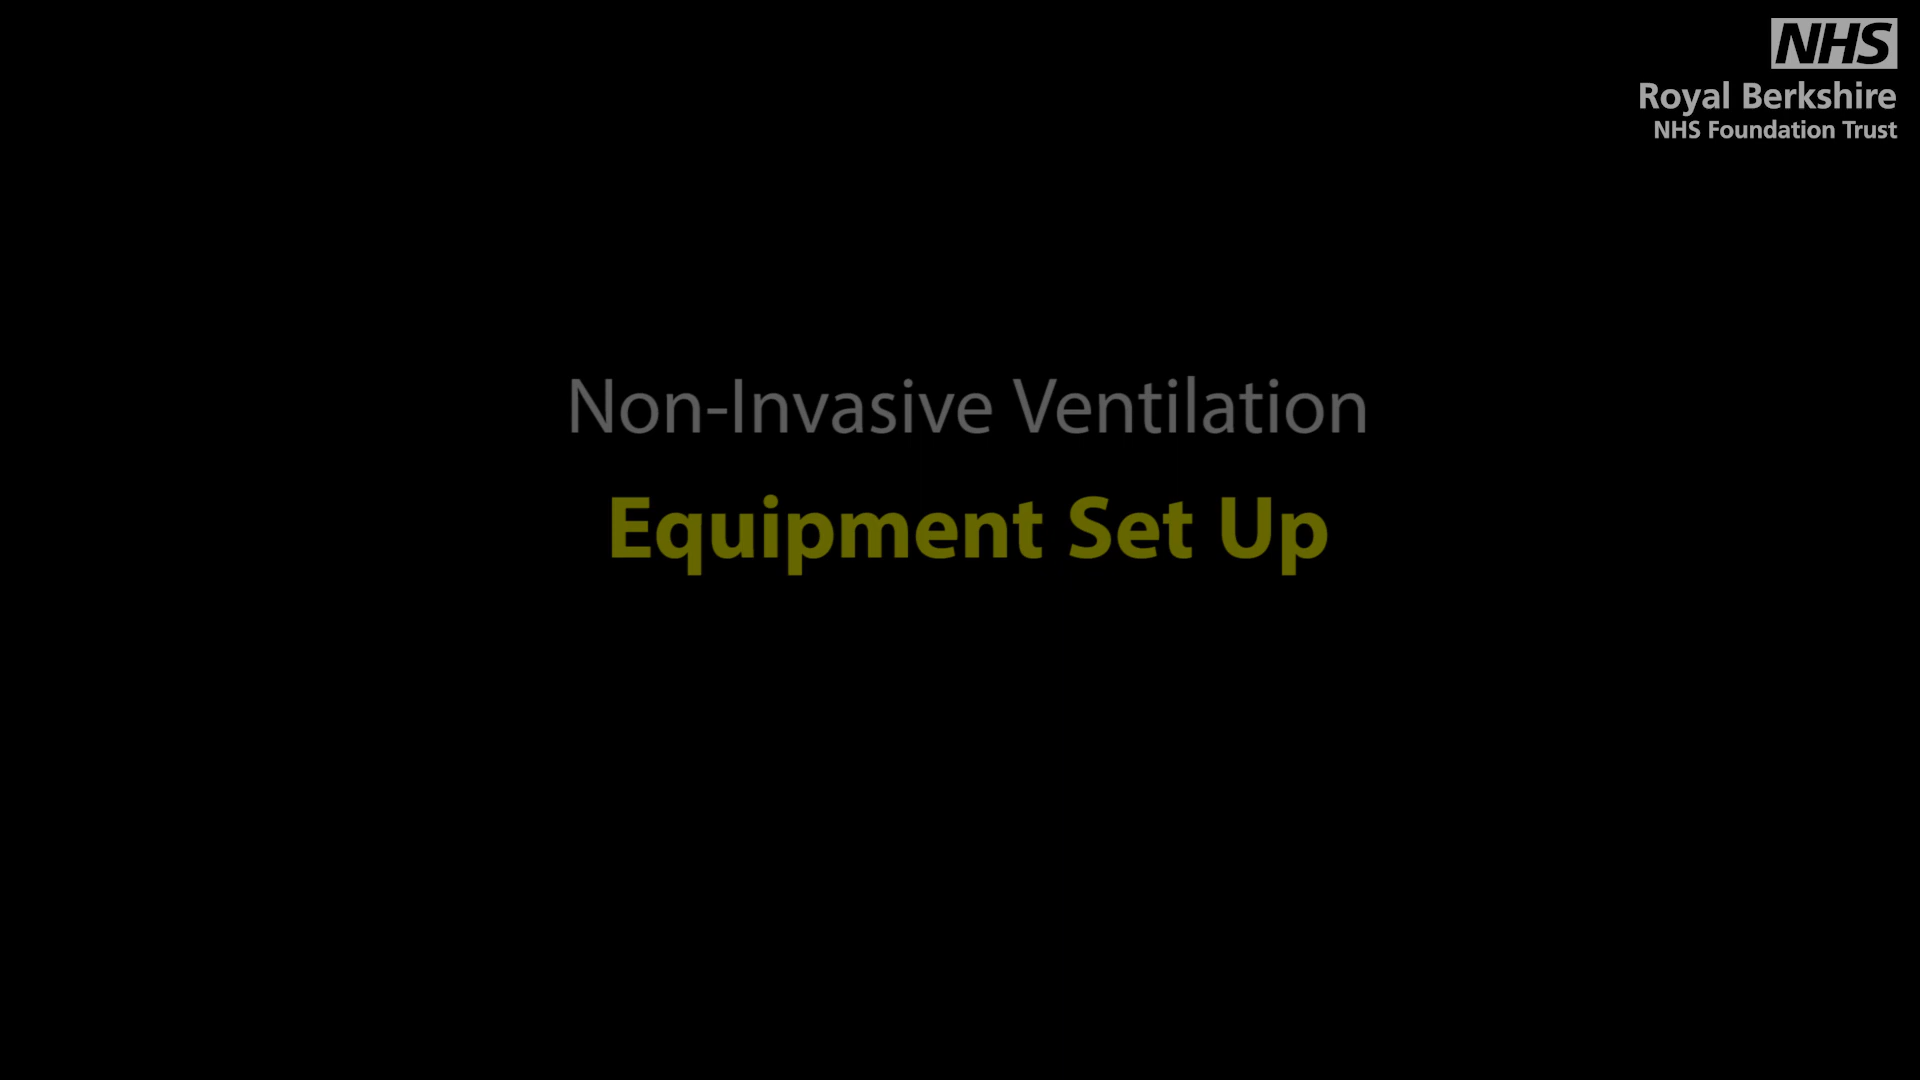 NHS
Royal Berkshire
NHS Foundation Trust
Non-Invasive Ventilation
Equipment Set Up